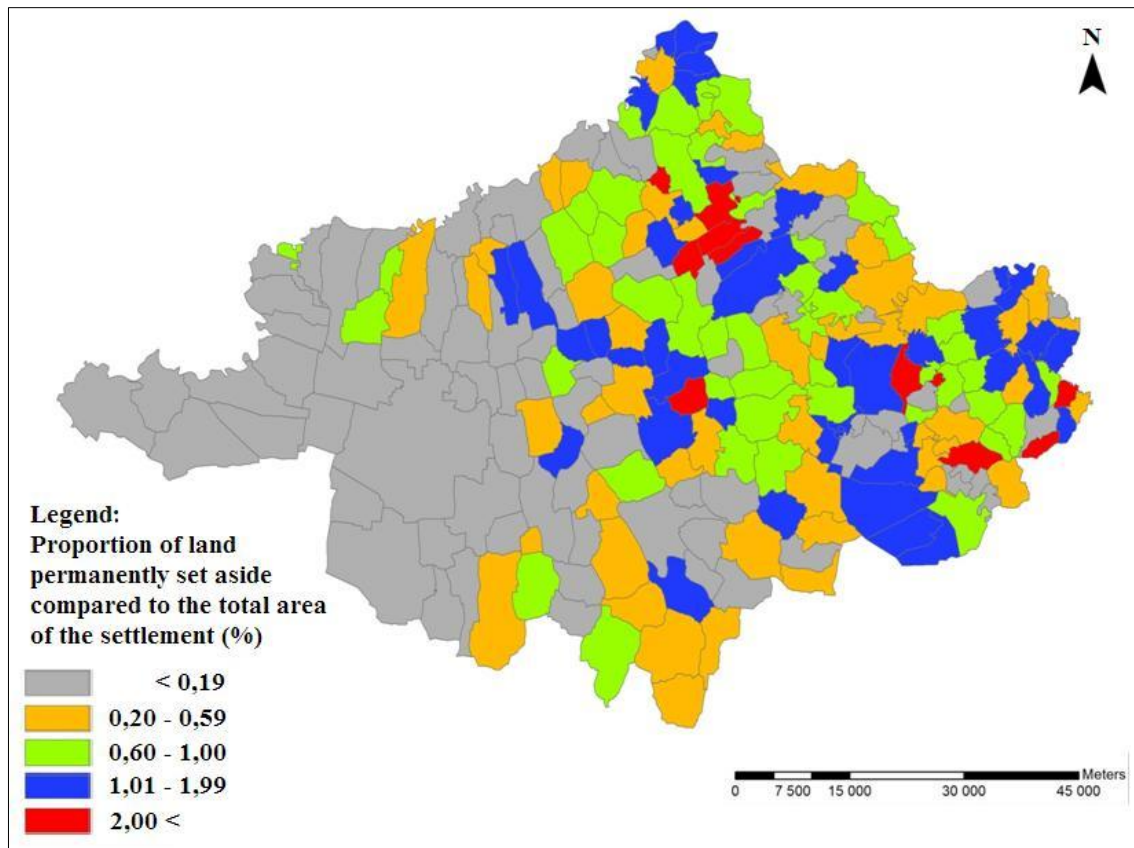 N
Legend:
Proportion of land
permanently set aside
compared to the total area
of the settlement (%)
< 0,19
0,20 - 0,59
0,60 - 1,00
1,01 - 1,99
2,00 <
Meters
0 7 500 15 000 30 000 45 000